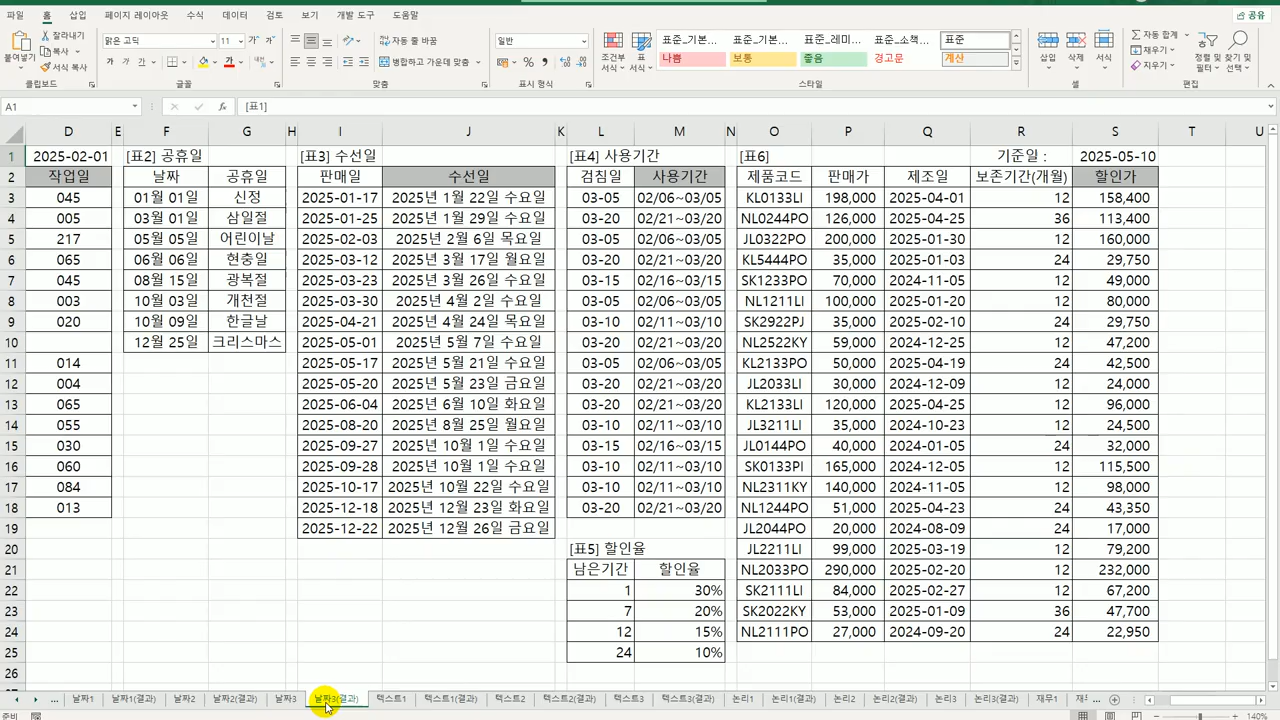 파일 홈 삽입 페이지 레이아웃 수식 데이터 검토 보기 개발 도구 도움말 공유
붙여넣기 잘라내기 복사 서식 복사 맑은 고딕 11 가 가 자동 줄 바꿈 병합하고 가운데 맞춤 일반 조건부 서식 표 서식 표준_기본... 표준_기본... 표준_레미... 표준_소책... 표준 삽입 삭제 서식 자동 합계 채우기 지우기 정렬 및 필터 찾기 및 선택
나쁨 보통 좋음 경고문 계산
클립보드 글꼴 맞춤 표시 형식 스타일 셀 편집
A1 fx [표1]
D E F G H I J K L M N O P Q R S T U
1 2025-02-01 [표2] 공휴일 [표3] 수선일 [표4] 사용기간 [표6] 기준일 : 2025-05-10
2 작업일 날짜 공휴일 판매일 수선일 검침일 사용기간 제품코드 판매가 제조일 보존기간(개월) 할인가
3 045 01월 01일 신정 2025-01-17 2025년 1월 22일 수요일 03-05 02/06~03/05 KL0133LI 198,000 2025-04-01 12 158,400
4 005 03월 01일 삼일절 2025-01-25 2025년 1월 29일 수요일 03-20 02/21~03/20 NL0244PO 126,000 2025-04-25 36 113,400
5 217 05월 05일 어린이날 2025-02-03 2025년 2월 6일 목요일 03-05 02/06~03/05 JL0322PO 200,000 2025-01-30 12 160,000
6 065 06월 06일 현충일 2025-03-12 2025년 3월 17일 월요일 03-20 02/21~03/20 KL5444PO 35,000 2025-01-03 24 29,750
7 045 08월 15일 광복절 2025-03-23 2025년 3월 26일 수요일 03-15 02/16~03/15 SK1233PO 70,000 2024-11-05 12 49,000
8 003 10월 03일 개천절 2025-03-30 2025년 4월 2일 수요일 03-05 02/06~03/05 NL1211LI 100,000 2025-01-20 12 80,000
9 020 10월 09일 한글날 2025-04-21 2025년 4월 24일 목요일 03-10 02/11~03/10 SK2922PJ 35,000 2025-02-10 24 29,750
10 12월 25일 크리스마스 2025-05-01 2025년 5월 7일 수요일 03-20 02/21~03/20 NL2522KY 59,000 2024-12-25 12 47,200
11 014 2025-05-17 2025년 5월 21일 수요일 03-05 02/06~03/05 KL2133PO 50,000 2025-04-19 24 42,500
12 004 2025-05-20 2025년 5월 23일 금요일 03-20 02/21~03/20 JL2033LI 30,000 2024-12-09 12 24,000
13 065 2025-06-04 2025년 6월 10일 화요일 03-20 02/21~03/20 KL2133LI 120,000 2025-04-25 12 96,000
14 055 2025-08-20 2025년 8월 25일 월요일 03-10 02/11~03/10 JL3211LI 35,000 2024-10-23 12 24,500
15 030 2025-09-27 2025년 10월 1일 수요일 03-15 02/16~03/15 JL0144PO 40,000 2024-01-05 24 32,000
16 060 2025-09-28 2025년 10월 1일 수요일 03-10 02/11~03/10 SK0133PI 165,000 2024-12-05 12 115,500
17 084 2025-10-17 2025년 10월 22일 수요일 03-10 02/11~03/10 NL2311KY 140,000 2024-11-05 12 98,000
18 013 2025-12-18 2025년 12월 23일 화요일 03-20 02/21~03/20 NL1244PO 51,000 2024-04-23 24 43,350
19 2025-12-22 2025년 12월 26일 금요일 JL2044PO 20,000 2024-08-09 24 17,000
20 [표5] 할인율 JL2211LI 99,000 2025-03-19 12 79,200
21 남은기간 할인율 NL2033PO 290,000 2025-02-20 12 232,000
22 1 30% SK2111LI 84,000 2025-02-27 12 67,200
23 7 20% SK2022KY 53,000 2025-01-09 36 47,700
24 12 15% NL2111PO 27,000 2024-09-20 24 22,950
25 24 10%
26
... 날짜1 날짜1(결과) 날짜2 날짜2(결과) 날짜3 날짜3(결과) 텍스트1 텍스트1(결과) 텍스트2 텍스트2(결과) 텍스트3 텍스트3(결과) 논리1 논리1(결과) 논리2 논리2(결과) 논리3 논리3(결과) 재무1 ...
준비 140%